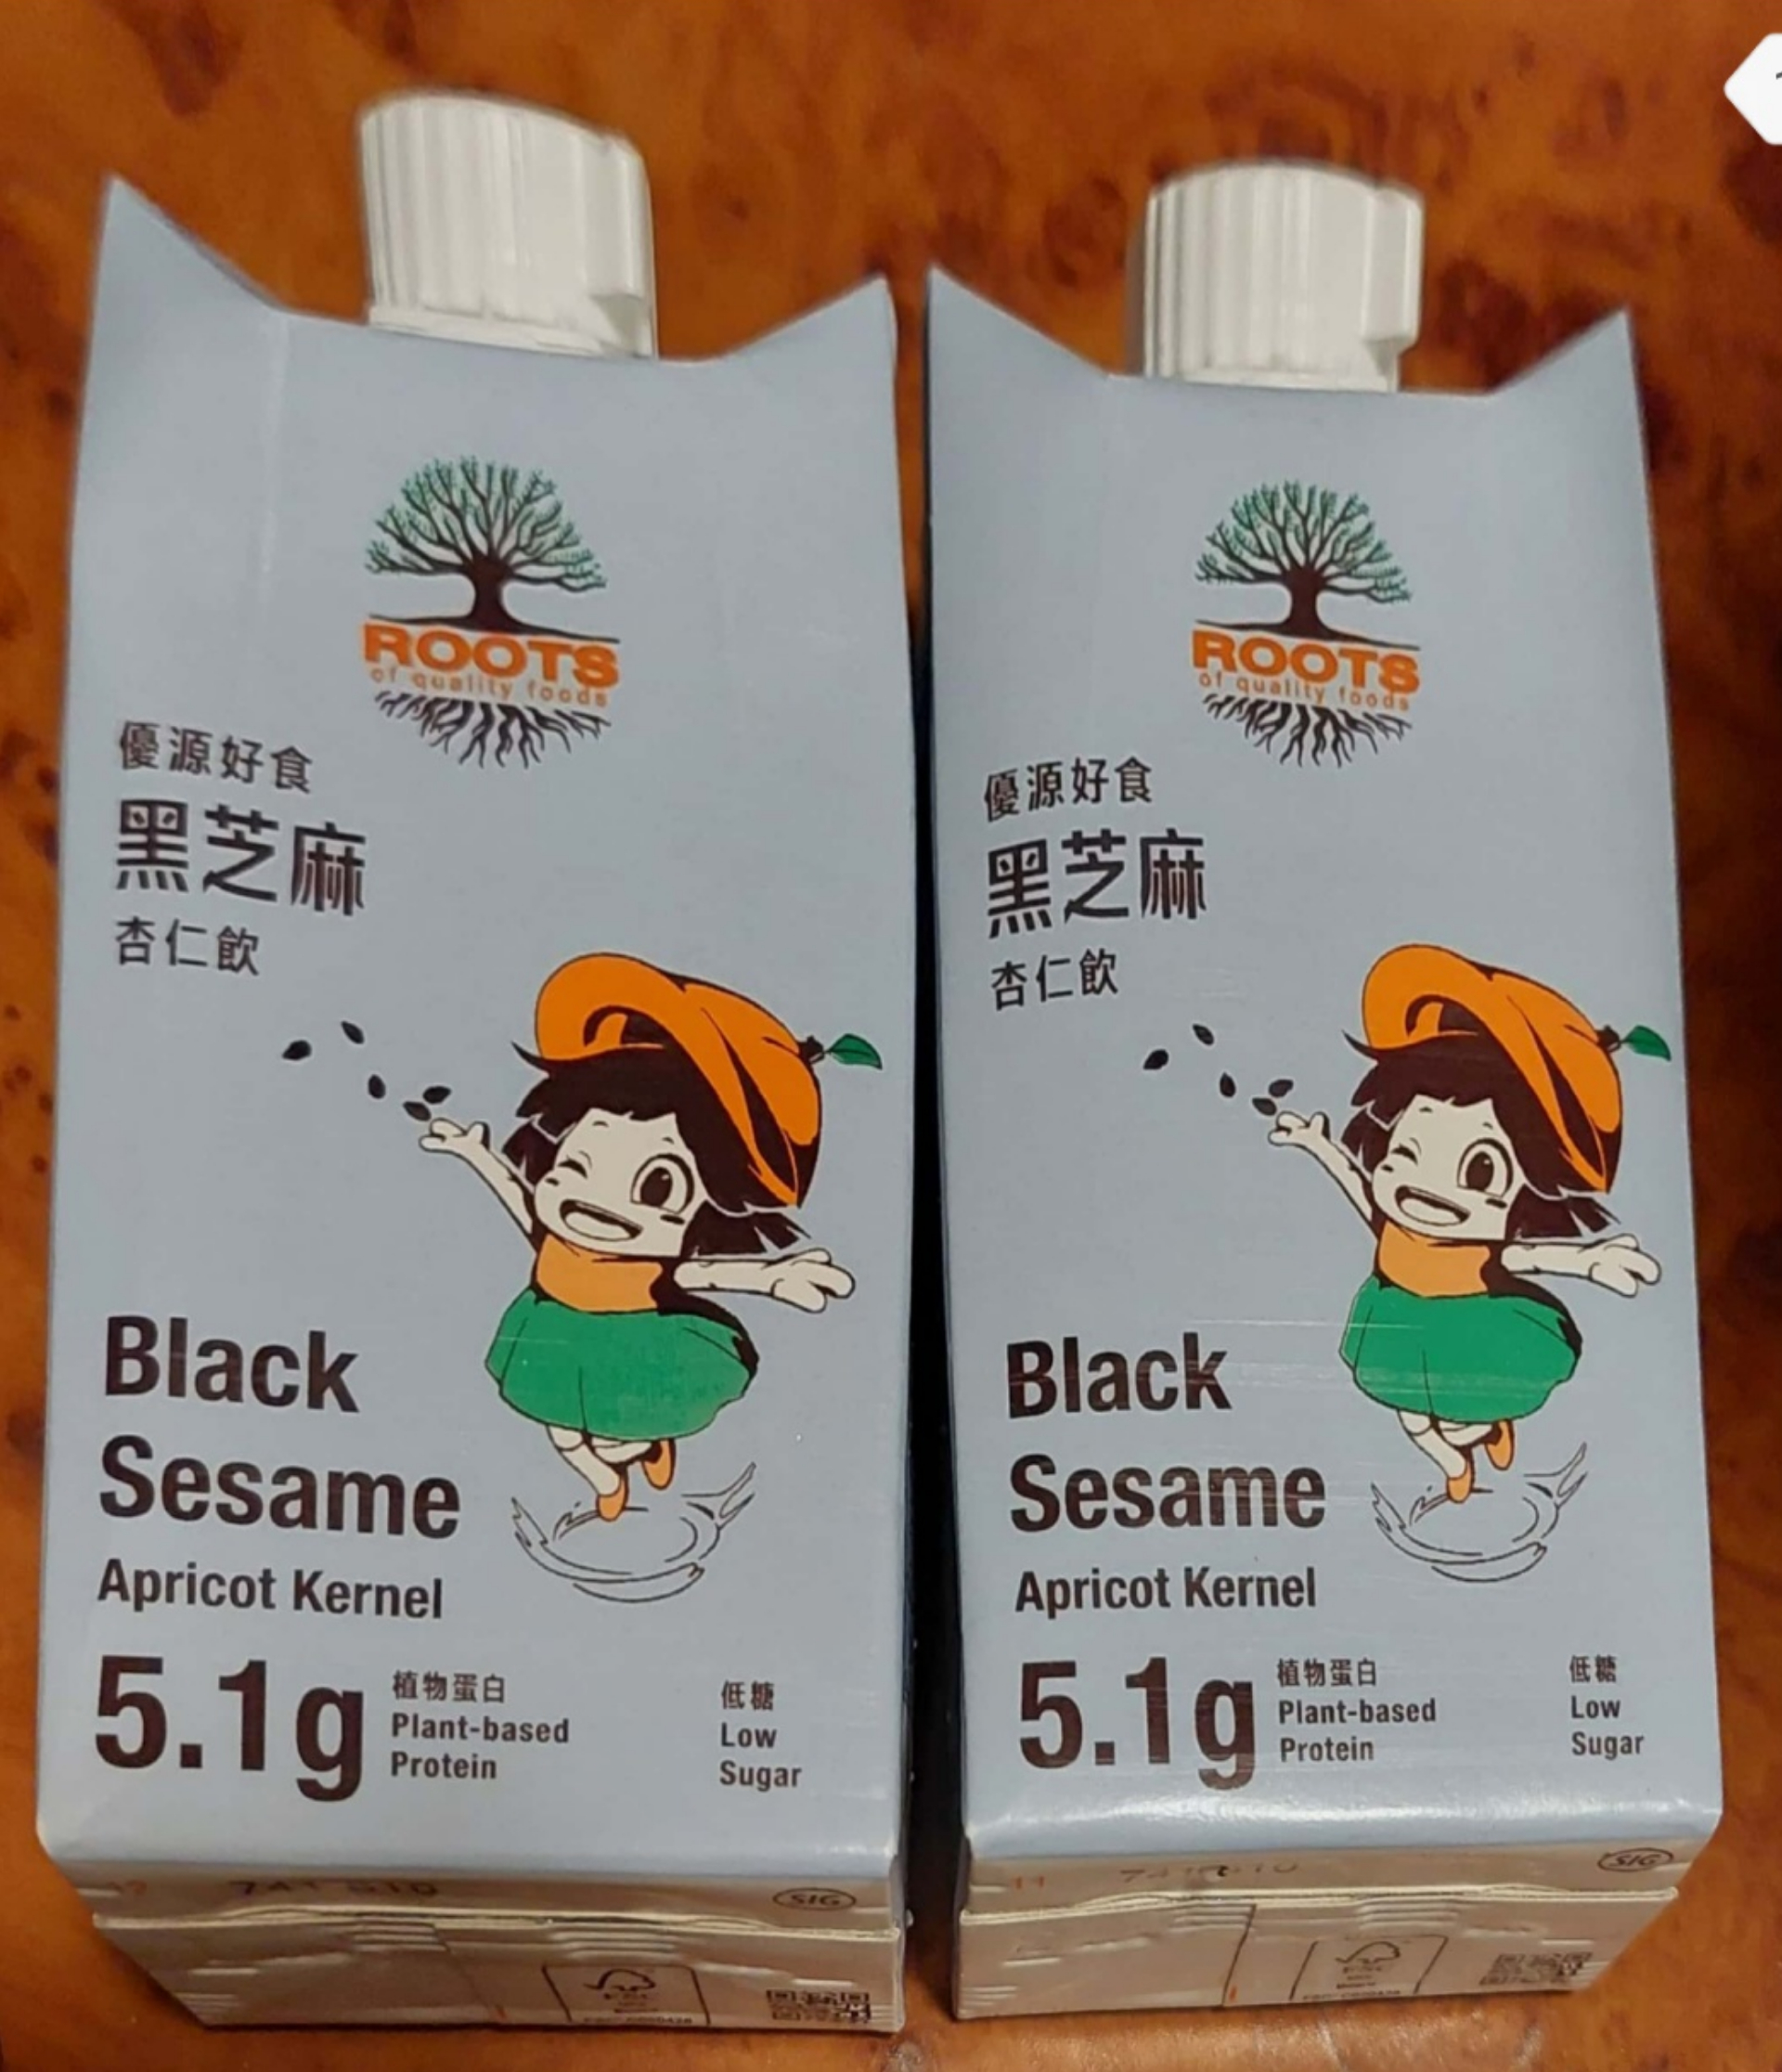 ROOTS
of quality foods
優源好食
黑芝麻
杏仁飲
Black
Sesame
Apricot Kernel
5.1g
植物蛋白
Plant-based
Protein
低糖
Low
Sugar
SIG
ROOTS
of quality foods
優源好食
黑芝麻
杏仁飲
Black
Sesame
Apricot Kernel
5.1g
植物蛋白
Plant-based
Protein
低糖
Low
Sugar
11
SIG